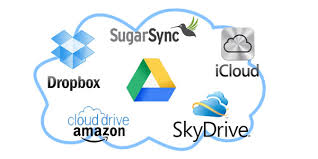 SugarSync
iCloud
Dropbox
cloud drive
amazon
SkyDrive